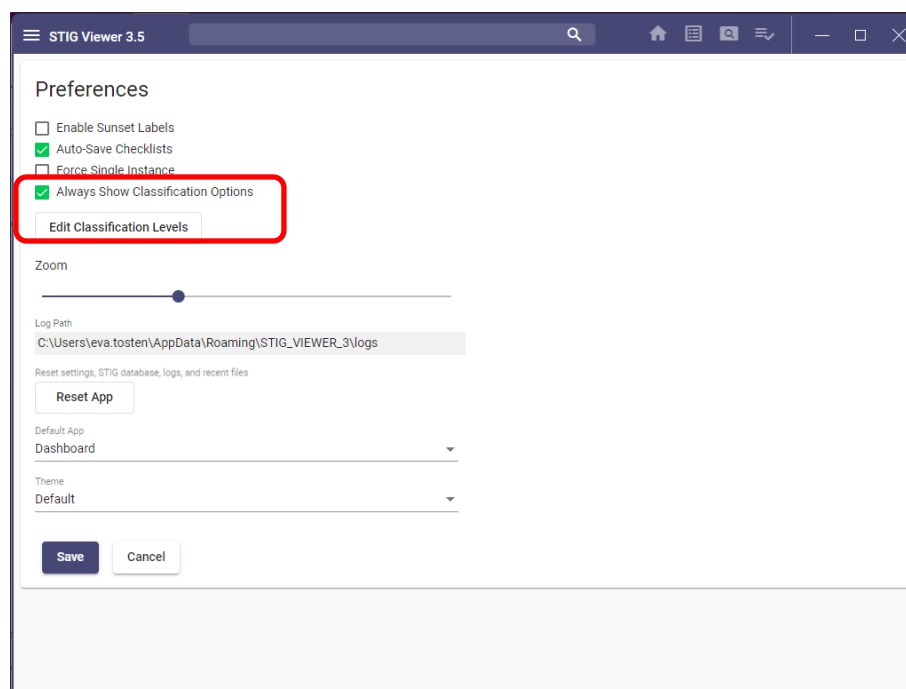 STIG Viewer 3.5
Preferences
Enable Sunset Labels
Auto-Save Checklists
Force Single Instance
Always Show Classification Options
Edit Classification Levels
Zoom
Log Path
C:\Users\eva.tosten\AppData\Roaming\STIG_VIEWER_3\logs
Reset settings, STIG database, logs, and recent files
Reset App
Default App
Dashboard
Theme
Default
Save Cancel